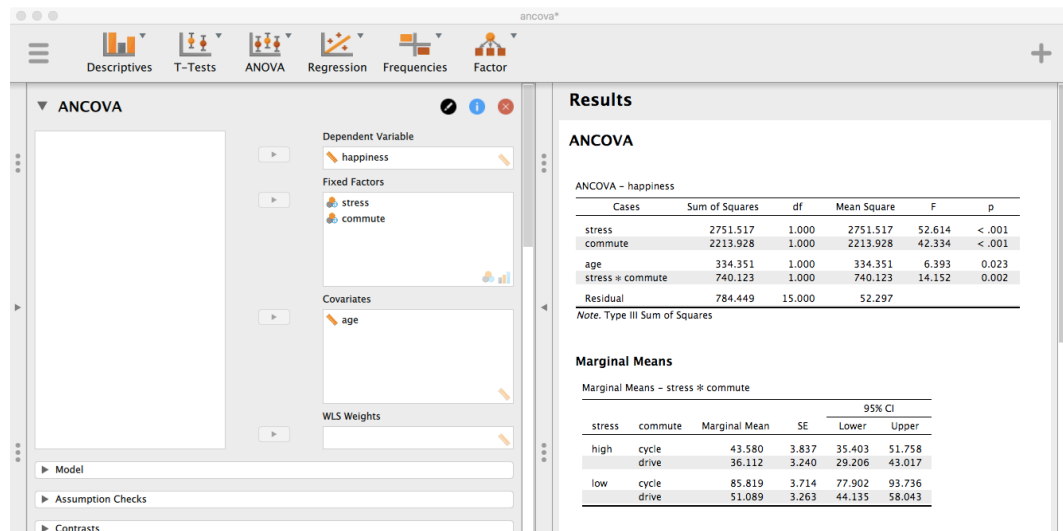 ancova*
Descriptives T-Tests ANOVA Regression Frequencies Factor
ANCOVA
Dependent Variable
happiness
Fixed Factors
stress
commute
Covariates
age
WLS Weights
Model
Assumption Checks
Contrasts
Results
ANCOVA
ANCOVA – happiness
Cases Sum of Squares df Mean Square F p
stress 2751.517 1.000 2751.517 52.614 < .001
commute 2213.928 1.000 2213.928 42.334 < .001
age 334.351 1.000 334.351 6.393 0.023
stress ∗ commute 740.123 1.000 740.123 14.152 0.002
Residual 784.449 15.000 52.297
Note. Type III Sum of Squares
Marginal Means
Marginal Means – stress ∗ commute
95% CI
stress commute Marginal Mean SE Lower Upper
high cycle 43.580 3.837 35.403 51.758
drive 36.112 3.240 29.206 43.017
low cycle 85.819 3.714 77.902 93.736
drive 51.089 3.263 44.135 58.043